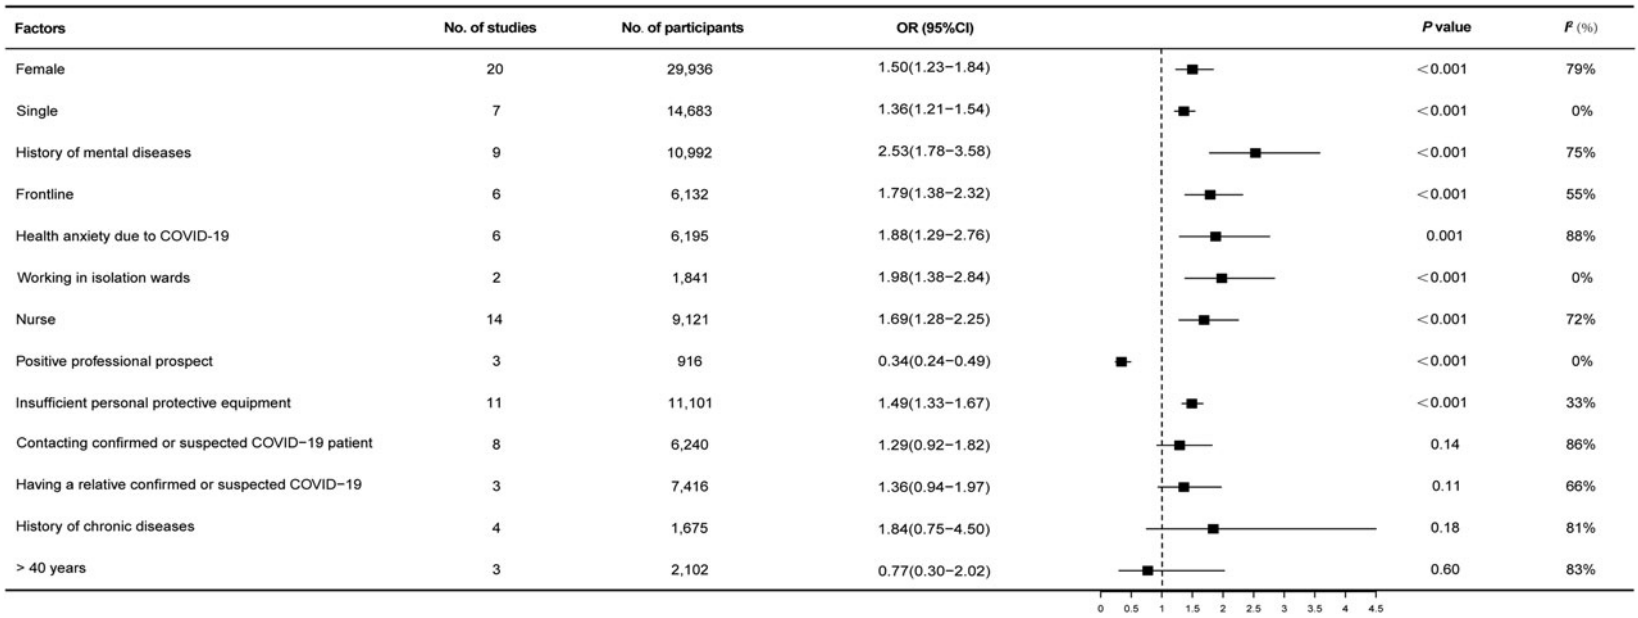 Factors No. of studies No. of participants OR (95%CI) P value I² (%)
Female 20 29,936 1.50(1.23−1.84) <0.001 79%
Single 7 14,683 1.36(1.21−1.54) <0.001 0%
History of mental diseases 9 10,992 2.53(1.78−3.58) <0.001 75%
Frontline 6 6,132 1.79(1.38−2.32) <0.001 55%
Health anxiety due to COVID-19 6 6,195 1.88(1.29−2.76) 0.001 88%
Working in isolation wards 2 1,841 1.98(1.38−2.84) <0.001 0%
Nurse 14 9,121 1.69(1.28−2.25) <0.001 72%
Positive professional prospect 3 916 0.34(0.24−0.49) <0.001 0%
Insufficient personal protective equipment 11 11,101 1.49(1.33−1.67) <0.001 33%
Contacting confirmed or suspected COVID−19 patient 8 6,240 1.29(0.92−1.82) 0.14 86%
Having a relative confirmed or suspected COVID−19 3 7,416 1.36(0.94−1.97) 0.11 66%
History of chronic diseases 4 1,675 1.84(0.75−4.50) 0.18 81%
> 40 years 3 2,102 0.77(0.30−2.02) 0.60 83%
0 0.5 1 1.5 2 2.5 3 3.5 4 4.5